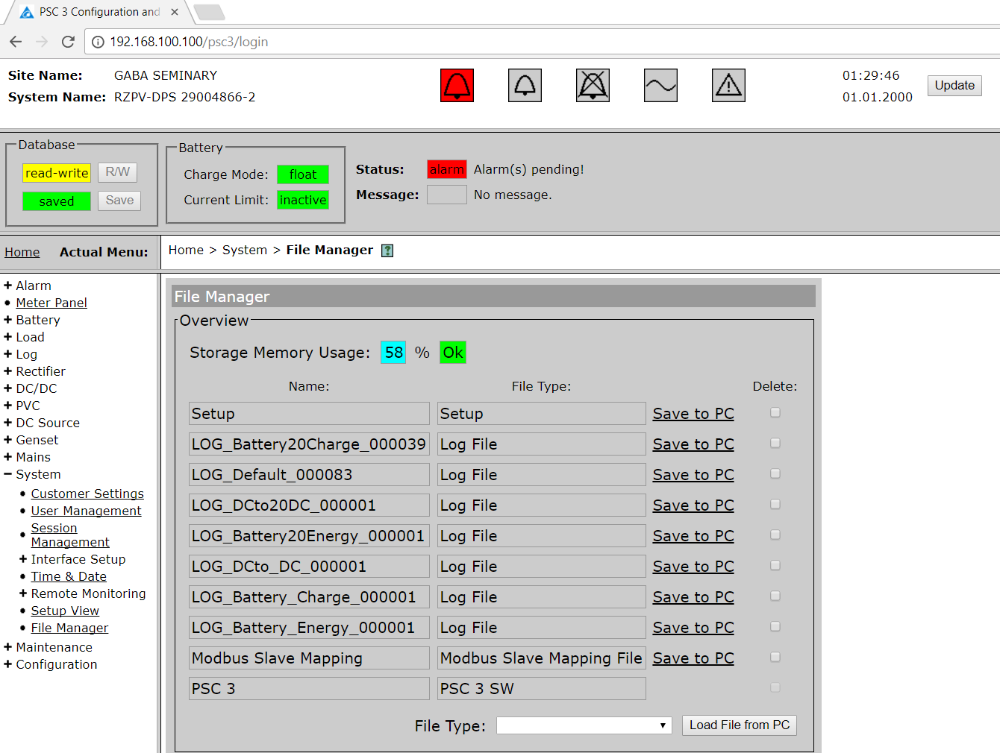 PSC 3 Configuration and
192.168.100.100/psc3/login
Site Name: GABA SEMINARY
System Name: RZPV-DPS 29004866-2
01:29:46
01.01.2000
Update
Database
read-write R/W
saved Save
Battery
Charge Mode: float
Current Limit: inactive
Status: alarm Alarm(s) pending!
Message: No message.
Home Actual Menu: Home > System > File Manager ?
+ Alarm
• Meter Panel
+ Battery
+ Load
+ Log
+ Rectifier
+ DC/DC
+ PVC
+ DC Source
+ Genset
+ Mains
− System
• Customer Settings
• User Management
• Session
Management
+ Interface Setup
• Time & Date
+ Remote Monitoring
• Setup View
• File Manager
+ Maintenance
+ Configuration
File Manager
Overview
Storage Memory Usage: 58 % Ok
Name: File Type: Delete:
Setup Setup Save to PC
LOG_Battery20Charge_000039 Log File Save to PC
LOG_Default_000083 Log File Save to PC
LOG_DCto20DC_000001 Log File Save to PC
LOG_Battery20Energy_000001 Log File Save to PC
LOG_DCto_DC_000001 Log File Save to PC
LOG_Battery_Charge_000001 Log File Save to PC
LOG_Battery_Energy_000001 Log File Save to PC
Modbus Slave Mapping Modbus Slave Mapping File Save to PC
PSC 3 PSC 3 SW
File Type: Load File from PC